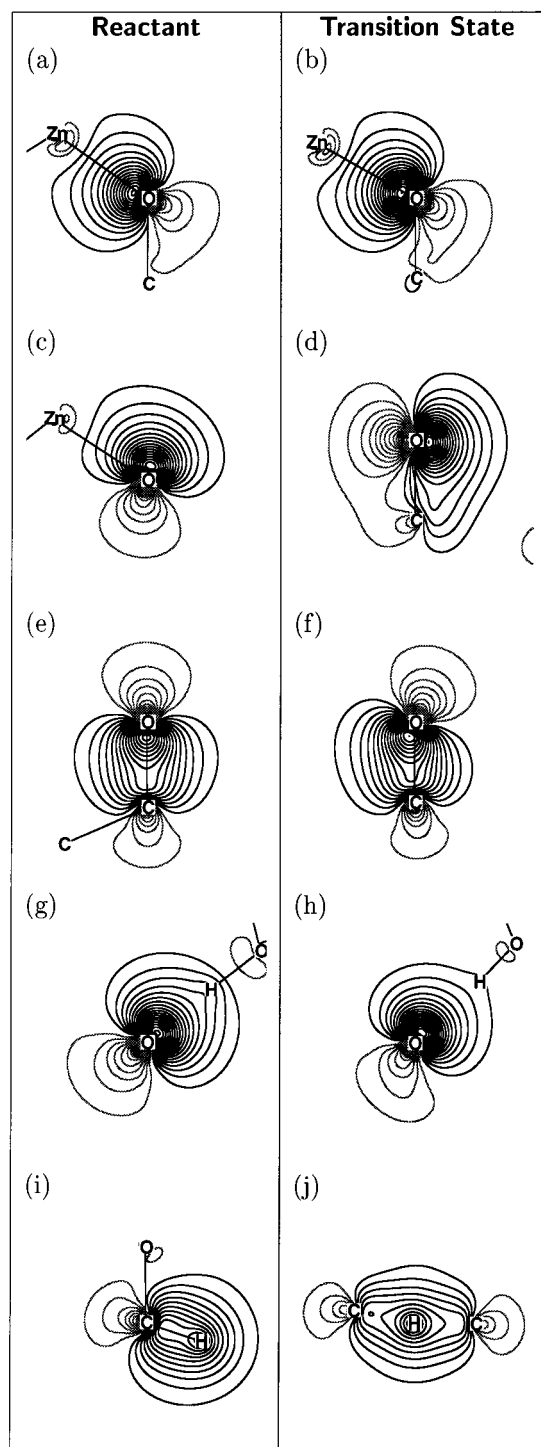 Reactant Transition State
(a) (b)
Zn O C Zn O C
(c) (d)
Zn O O C
(e) (f)
O C C O C
(g) (h)
O H O O H O
(i) (j)
O C H C H C